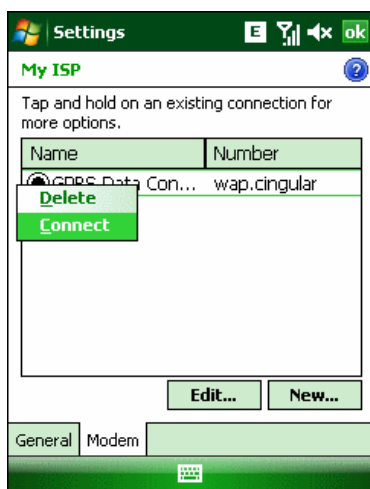 Settings E ok
My ISP ?
Tap and hold on an existing connection for
more options.
Name Number
GPRS Data Con... wap.cingular
Delete
Connect
Edit... New...
General Modem